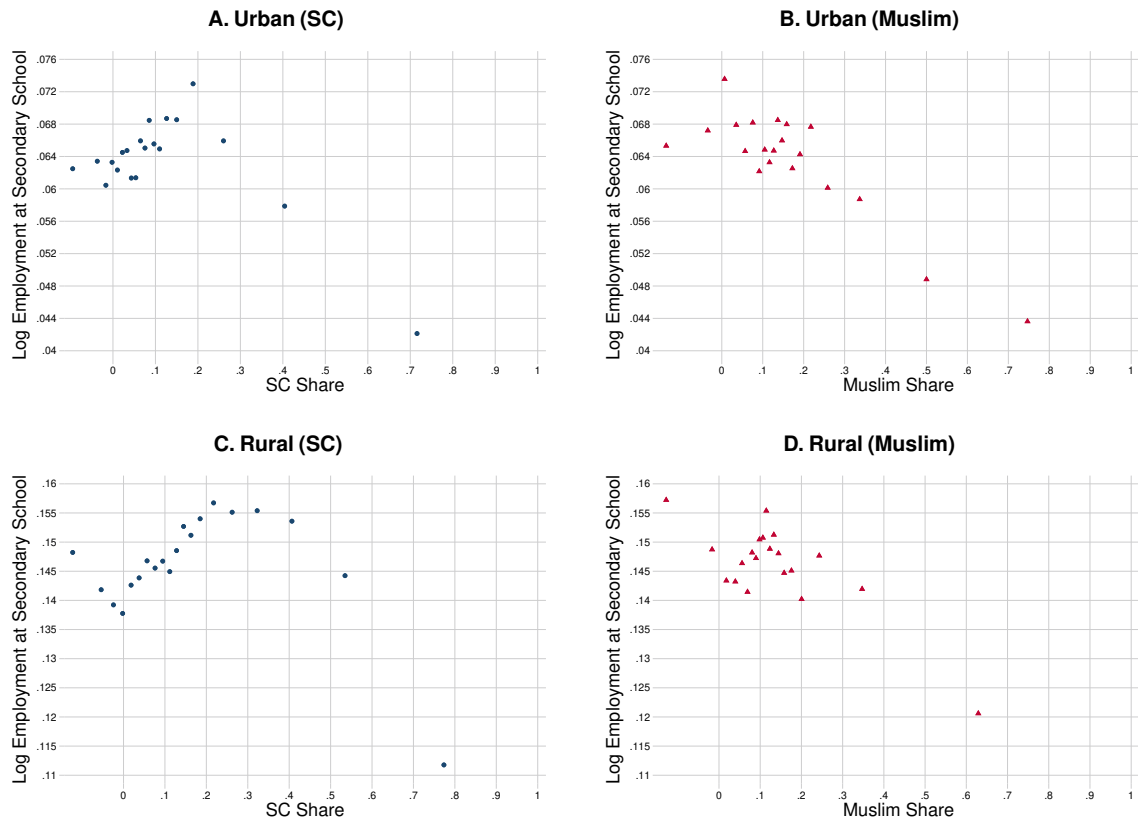 A. Urban (SC)
Log Employment at Secondary School
.076
.072
.068
.064
.06
.056
.052
.048
.044
.04
0 .1 .2 .3 .4 .5 .6 .7 .8 .9 1
SC Share
B. Urban (Muslim)
Log Employment at Secondary School
.076
.072
.068
.064
.06
.056
.052
.048
.044
.04
0 .1 .2 .3 .4 .5 .6 .7 .8 .9 1
Muslim Share
C. Rural (SC)
Log Employment at Secondary School
.16
.155
.15
.145
.14
.135
.13
.125
.12
.115
.11
0 .1 .2 .3 .4 .5 .6 .7 .8 .9 1
SC Share
D. Rural (Muslim)
Log Employment at Secondary School
.16
.155
.15
.145
.14
.135
.13
.125
.12
.115
.11
0 .1 .2 .3 .4 .5 .6 .7 .8 .9 1
Muslim Share